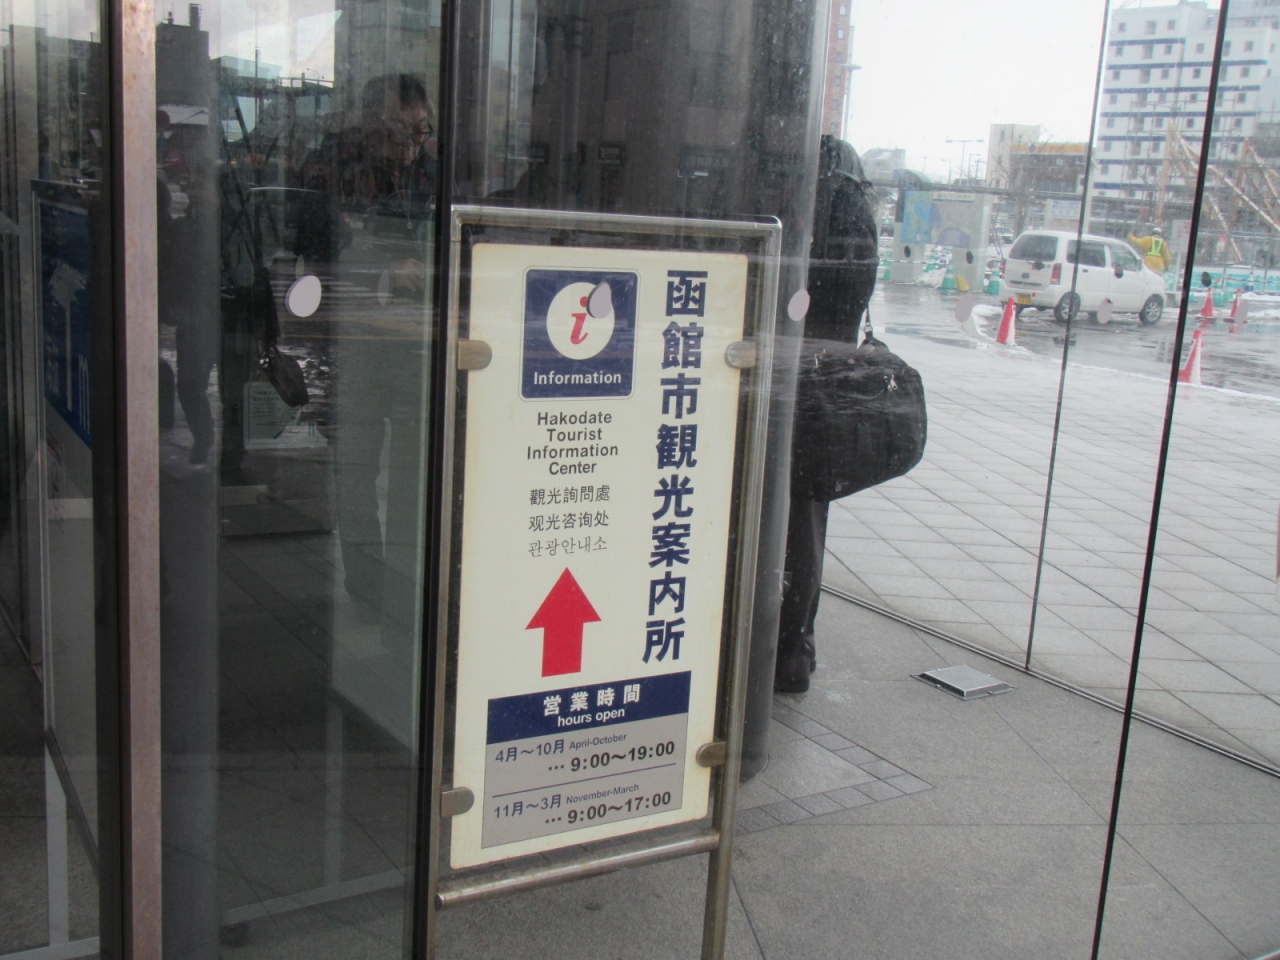 函館市観光案内所
i
Information
Hakodate
Tourist
Information
Center
觀光詢問處
观光咨询处
관광안내소
営業時間
hours open
4月～10月 April-October
… 9:00～19:00
11月～3月 November-March
… 9:00～17:00